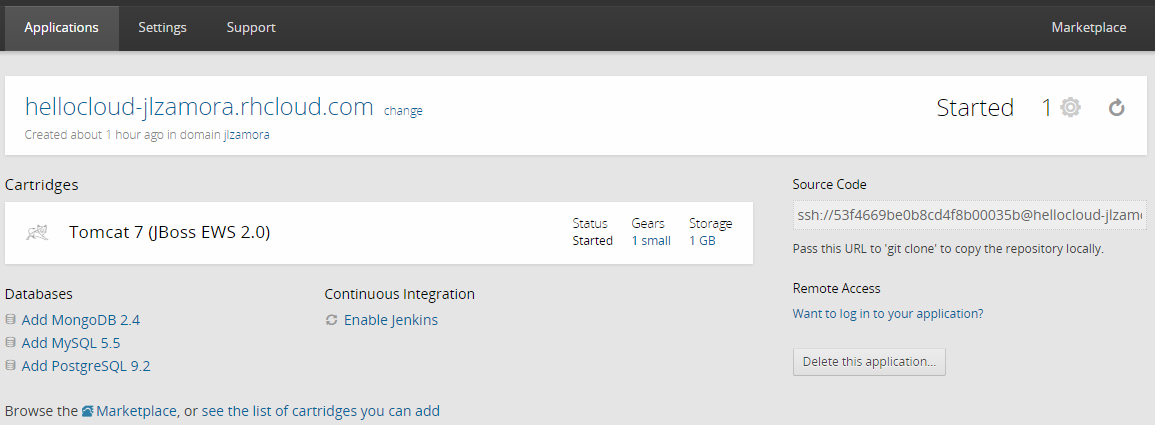 Applications Settings Support Marketplace
hellocloud-jlzamora.rhcloud.com change
Started 1
Created about 1 hour ago in domain jlzamora
Cartridges
Tomcat 7 (JBoss EWS 2.0)
Status Gears Storage
Started 1 small 1 GB
Databases
Add MongoDB 2.4
Add MySQL 5.5
Add PostgreSQL 9.2
Continuous Integration
Enable Jenkins
Browse the Marketplace, or see the list of cartridges you can add
Source Code
ssh://53f4669be0b8cd4f8b00035b@hellocloud-jlzamo
Pass this URL to 'git clone' to copy the repository locally.
Remote Access
Want to log in to your application?
Delete this application...